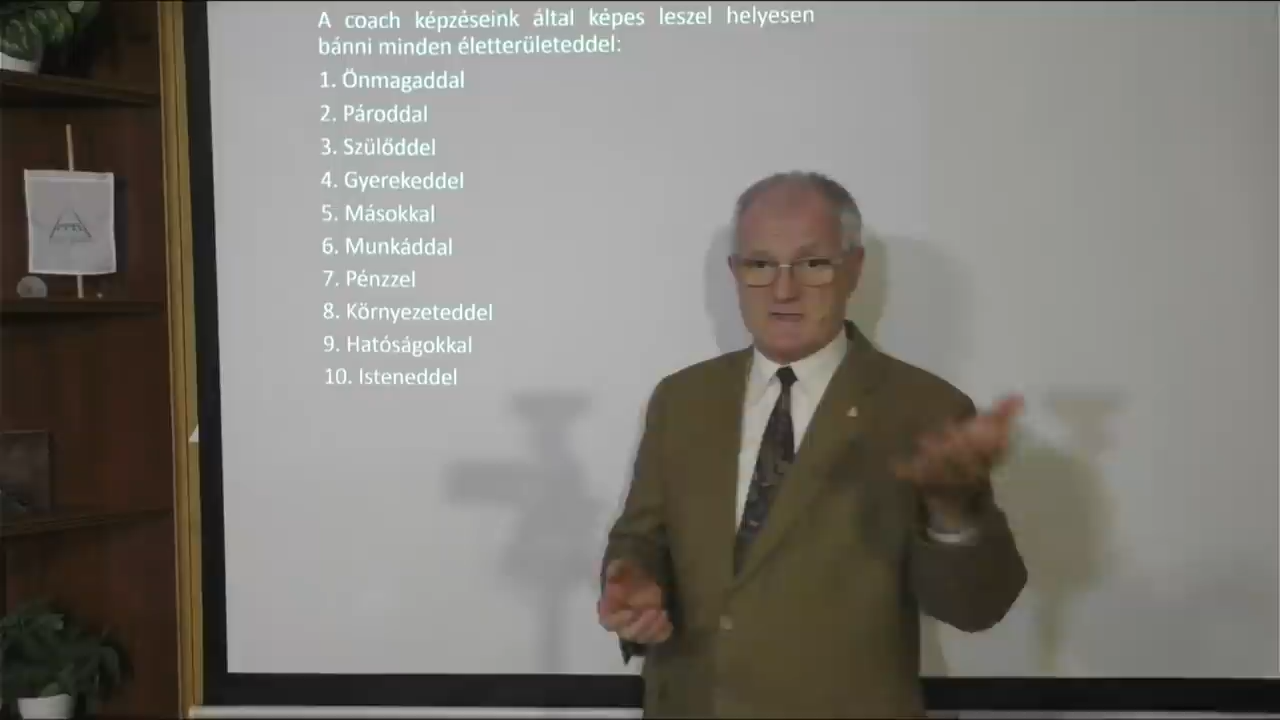 A coach képzéseink által képes leszel helyesen
bánni minden életterületeddel:
1. Önmagaddal
2. Pároddal
3. Szülőddel
4. Gyerekeddel
5. Másokkal
6. Munkáddal
7. Pénzzel
8. Környezeteddel
9. Hatóságokkal
10. Isteneddel